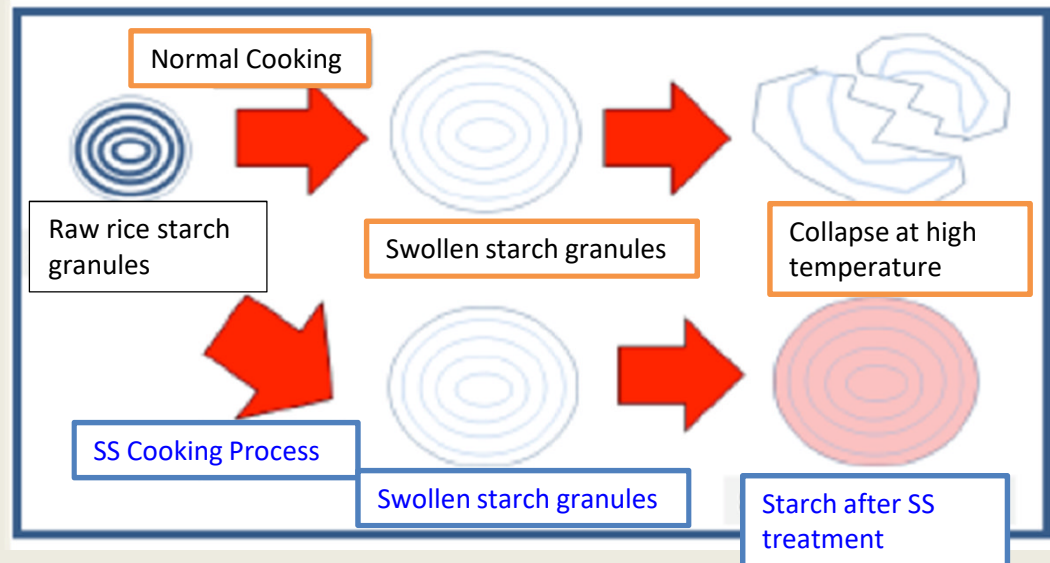 Normal Cooking
Raw rice starch
granules
Swollen starch granules
Collapse at high
temperature
SS Cooking Process
Swollen starch granules
Starch after SS
treatment